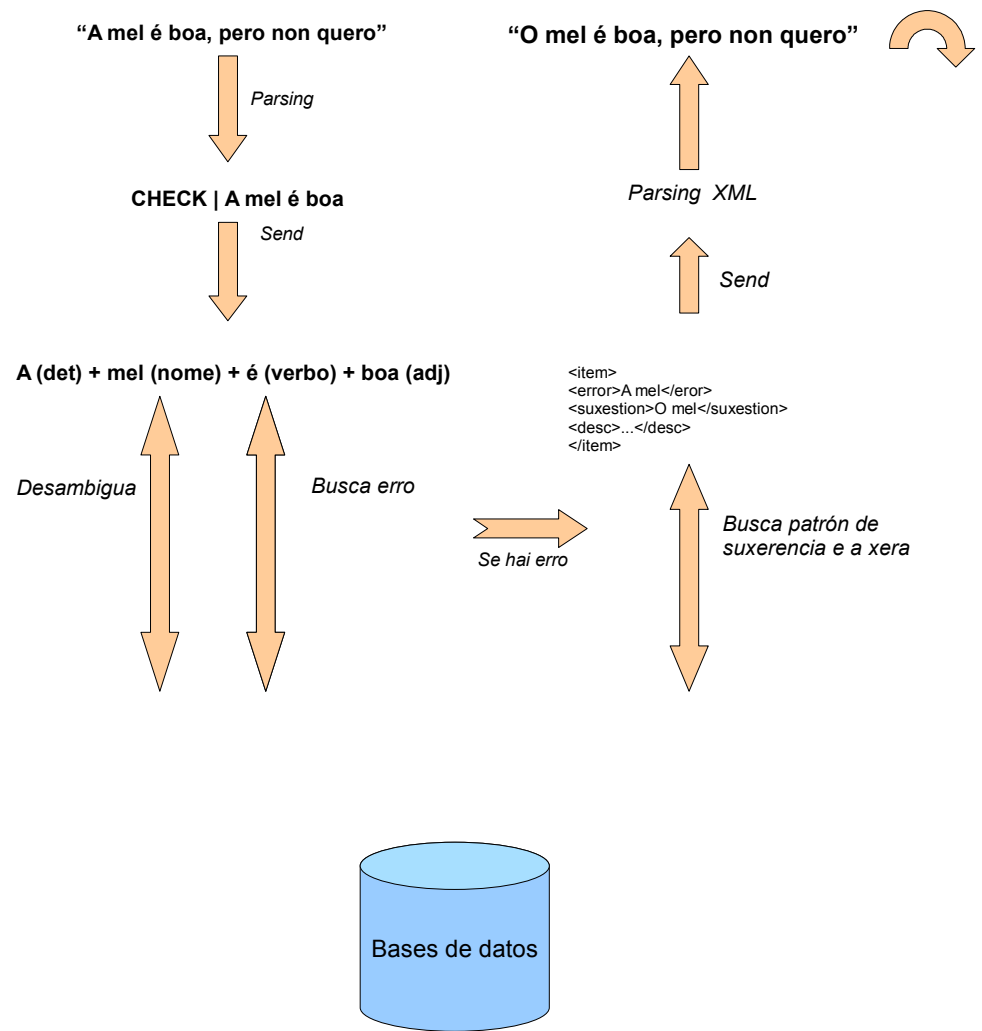 “A mel é boa, pero non quero”
Parsing
CHECK | A mel é boa
Send
A (det) + mel (nome) + é (verbo) + boa (adj)
Desambigua
Busca erro
Se hai erro
<item>
<error>A mel</eror>
<suxestion>O mel</suxestion>
<desc>...</desc>
</item>
Busca patrón de
suxerencia e a xera
Send
Parsing XML
“O mel é boa, pero non quero”
Bases de datos